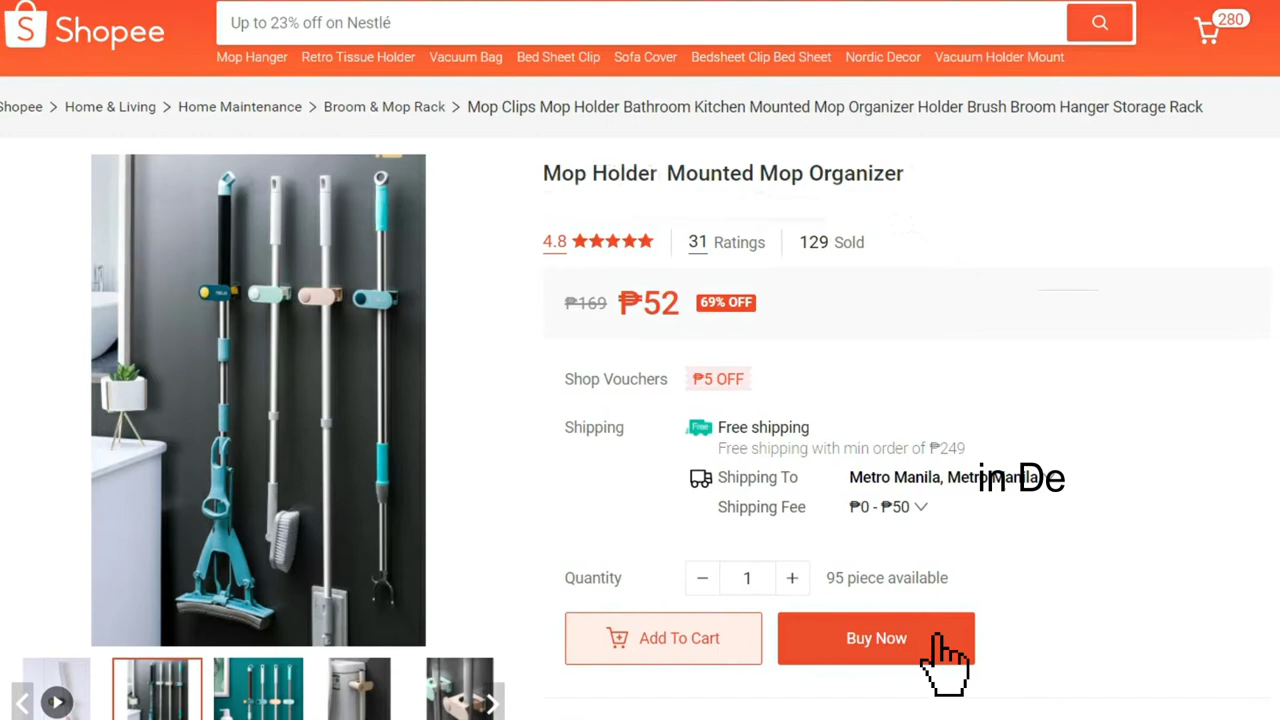 Shopee
Up to 23% off on Nestlé
280
Mop Hanger Retro Tissue Holder Vacuum Bag Bed Sheet Clip Sofa Cover Bedsheet Clip Bed Sheet Nordic Decor Vacuum Holder Mount
Shopee > Home & Living > Home Maintenance > Broom & Mop Rack > Mop Clips Mop Holder Bathroom Kitchen Mounted Mop Organizer Holder Brush Broom Hanger Storage Rack
Mop Holder Mounted Mop Organizer
4.8 31 Ratings 129 Sold
₱169 ₱52 69% OFF
Shop Vouchers ₱5 OFF
Shipping Free Free shipping
Free shipping with min order of ₱249
Shipping To Metro Manila, Metro Manila
in De
Shipping Fee ₱0 - ₱50
Quantity − 1 + 95 piece available
Add To Cart Buy Now